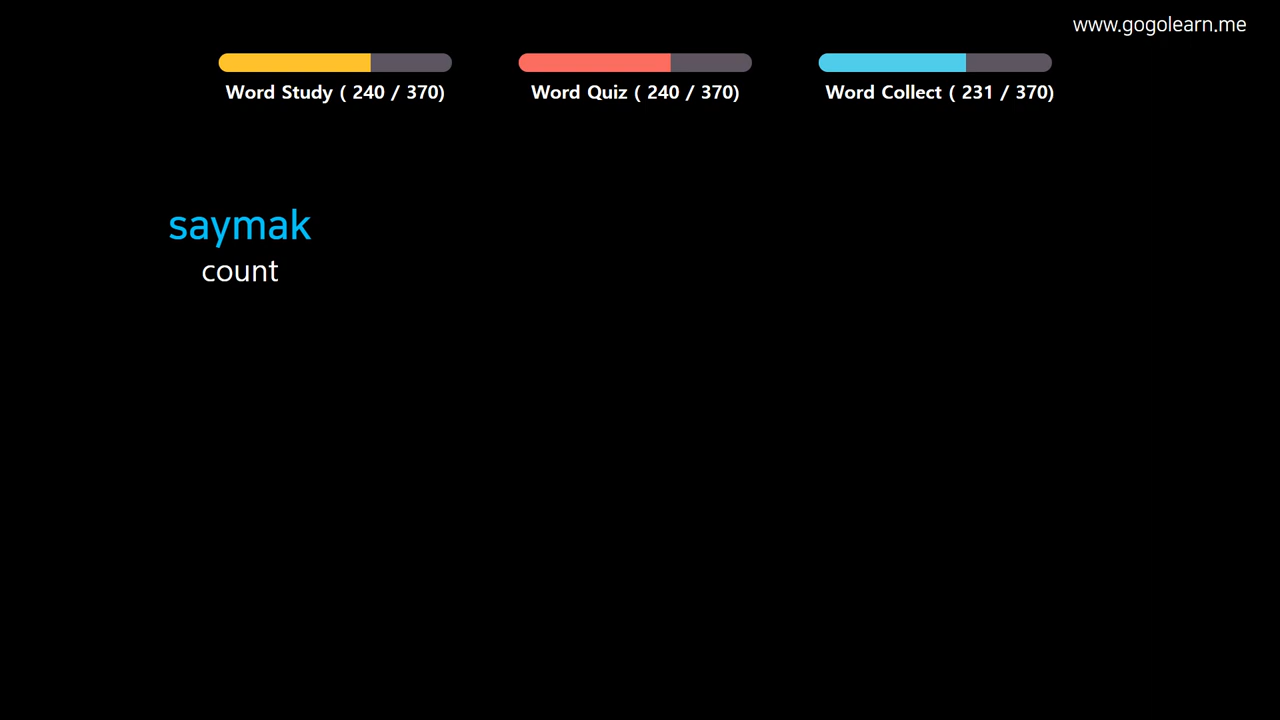 www.gogolearn.me
Word Study ( 240 / 370)
Word Quiz ( 240 / 370)
Word Collect ( 231 / 370)
saymak
count